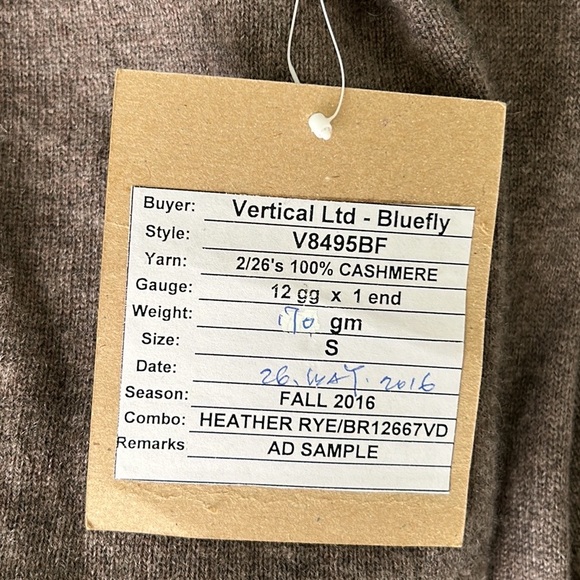 Buyer: Vertical Ltd - Bluefly
Style: V8495BF
Yarn: 2/26's 100% CASHMERE
Gauge: 12 gg x 1 end
Weight: 170 gm
Size: S
Date: 26. MAY. 2016
Season: FALL 2016
Combo: HEATHER RYE/BR12667VD
Remarks AD SAMPLE